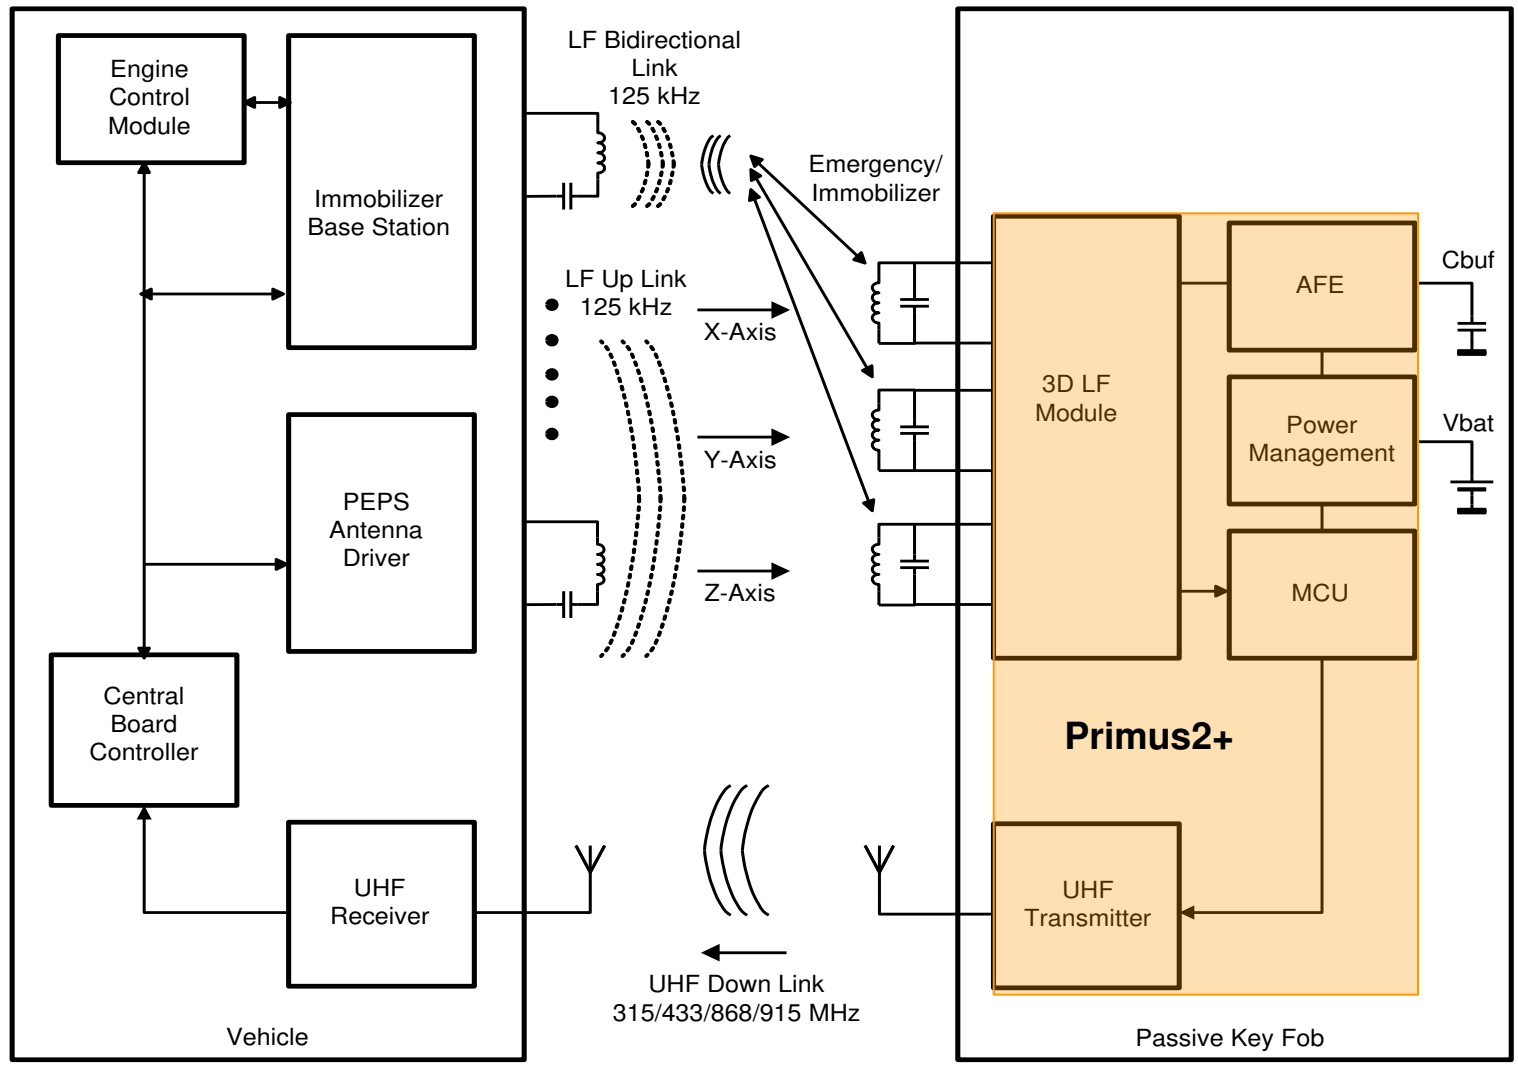 Engine
Control
Module
Immobilizer
Base Station
PEPS
Antenna
Driver
Central
Board
Controller
UHF
Receiver
Vehicle
LF Bidirectional
Link
125 kHz
Emergency/
Immobilizer
LF Up Link
125 kHz
X-Axis
Y-Axis
Z-Axis
UHF Down Link
315/433/868/915 MHz
3D LF
Module
AFE
Cbuf
Power
Management
Vbat
MCU
Primus2+
UHF
Transmitter
Passive Key Fob